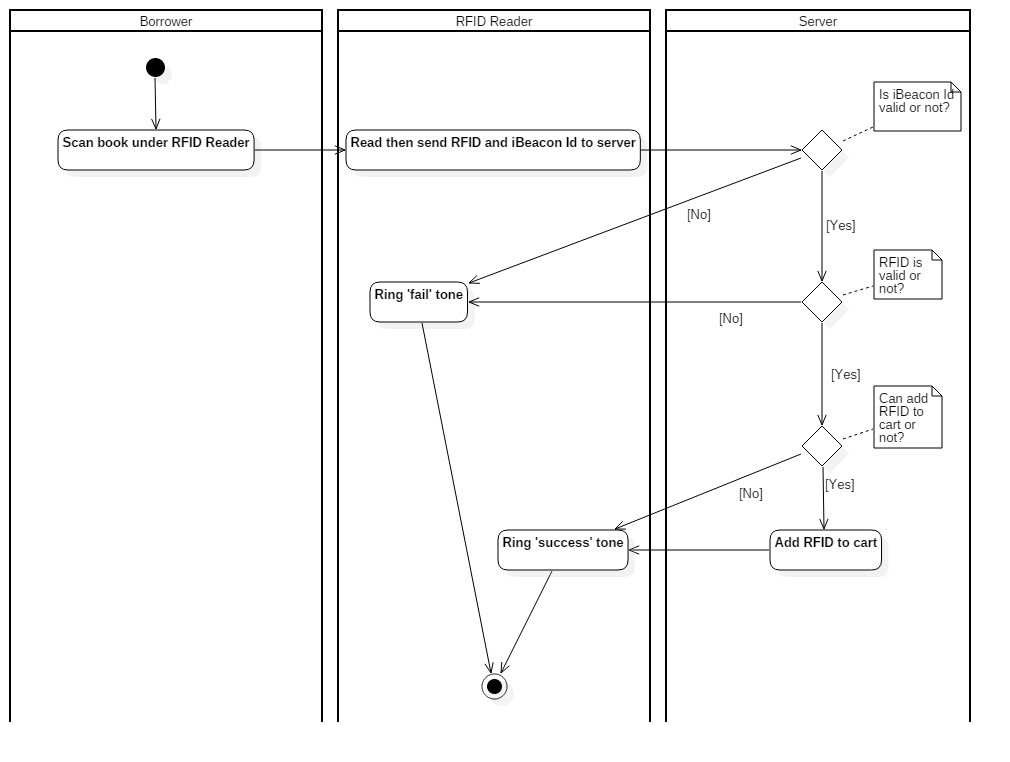 Borrower
RFID Reader
Server
Is iBeacon Id
valid or not?
Scan book under RFID Reader
Read then send RFID and iBeacon Id to server
[No]
[Yes]
RFID is
valid or
not?
Ring 'fail' tone
[No]
[Yes]
Can add
RFID to
cart or
not?
[No]
[Yes]
Ring 'success' tone
Add RFID to cart